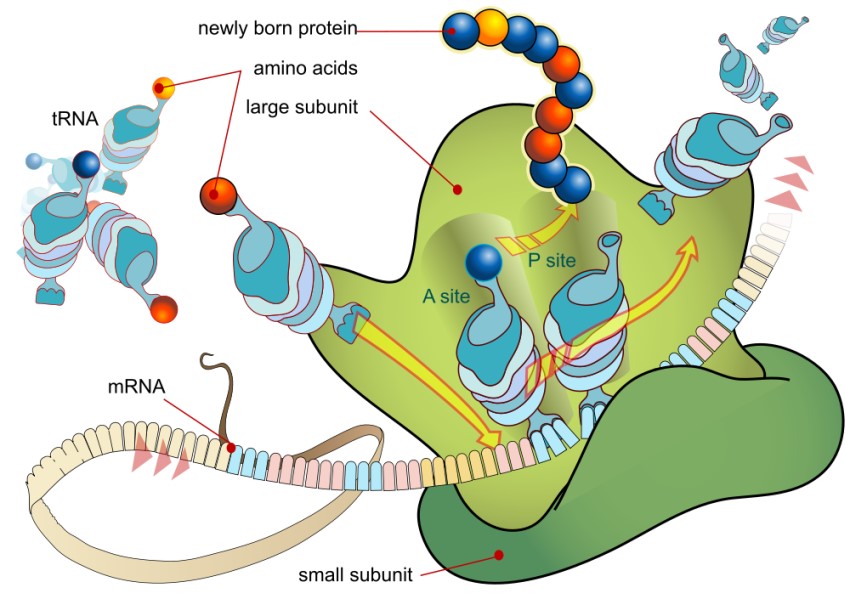 newly born protein
amino acids
tRNA
large subunit
P site
A site
mRNA
small subunit